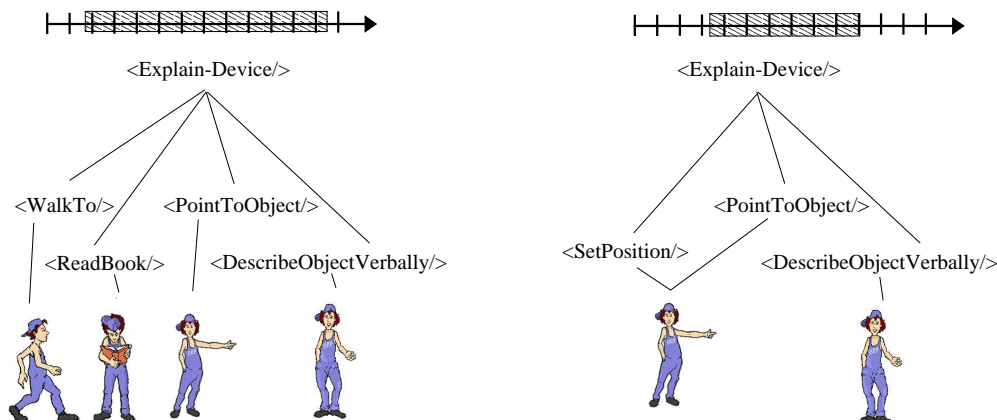 <Explain-Device/>
<WalkTo/>
<PointToObject/>
<ReadBook/>
<DescribeObjectVerbally/>
<Explain-Device/>
<PointToObject/>
<SetPosition/>
<DescribeObjectVerbally/>